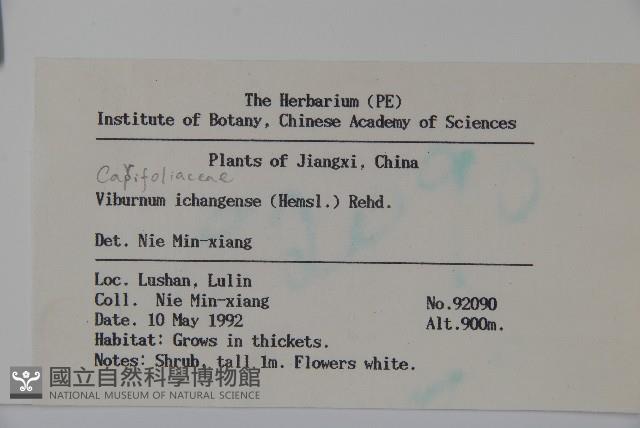 The Herbarium (PE)
Institute of Botany, Chinese Academy of Sciences
Plants of Jiangxi, China
Caprifoliaceae
Viburnum ichangense (Hemsl.) Rehd.
Det. Nie Min-xiang
Loc. Lushan, Lulin
Coll. Nie Min-xiang No.92090
Date. 10 May 1992 Alt.900m.
Habitat: Grows in thickets.
Notes: Shrub, tall 1m. Flowers white.
國立自然科學博物館
NATIONAL MUSEUM OF NATURAL SCIENCE